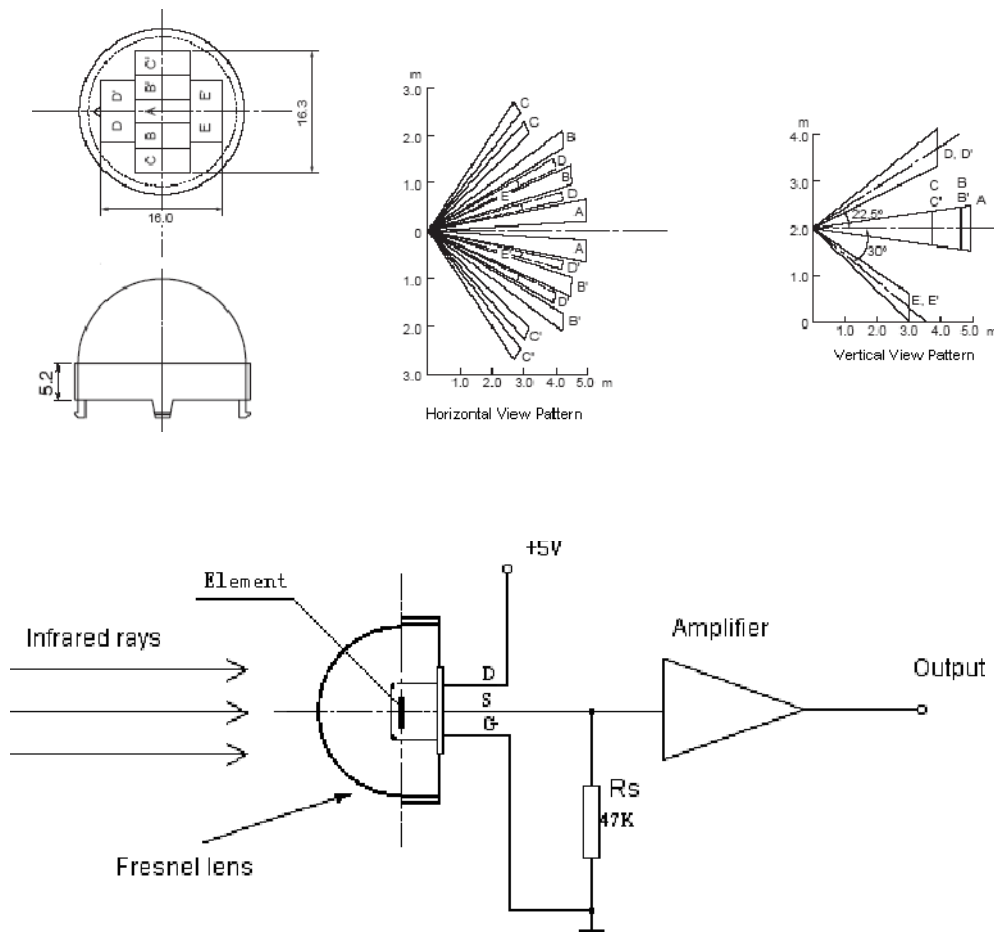 C'
B'
A
B
C
D'
D
E'
E
16.3
16.0
5.2
m
3.0
2.0
1.0
0
1.0
2.0
3.0
C
C
B
D
B
E
D
A
A
E
D'
B'
D'
B'
C'
C'
1.0 2.0 3.0 4.0 5.0 m
Horizontal View Pattern
m
4.0
3.0
2.0
1.0
0
D, D'
C B
C' B' A
22.5°
30°
E, E'
1.0 2.0 3.0 4.0 5.0 m
Vertical View Pattern
+5V
Element
Infrared rays
Amplifier
Output
D
S
G
Rs
47K
Fresnel lens